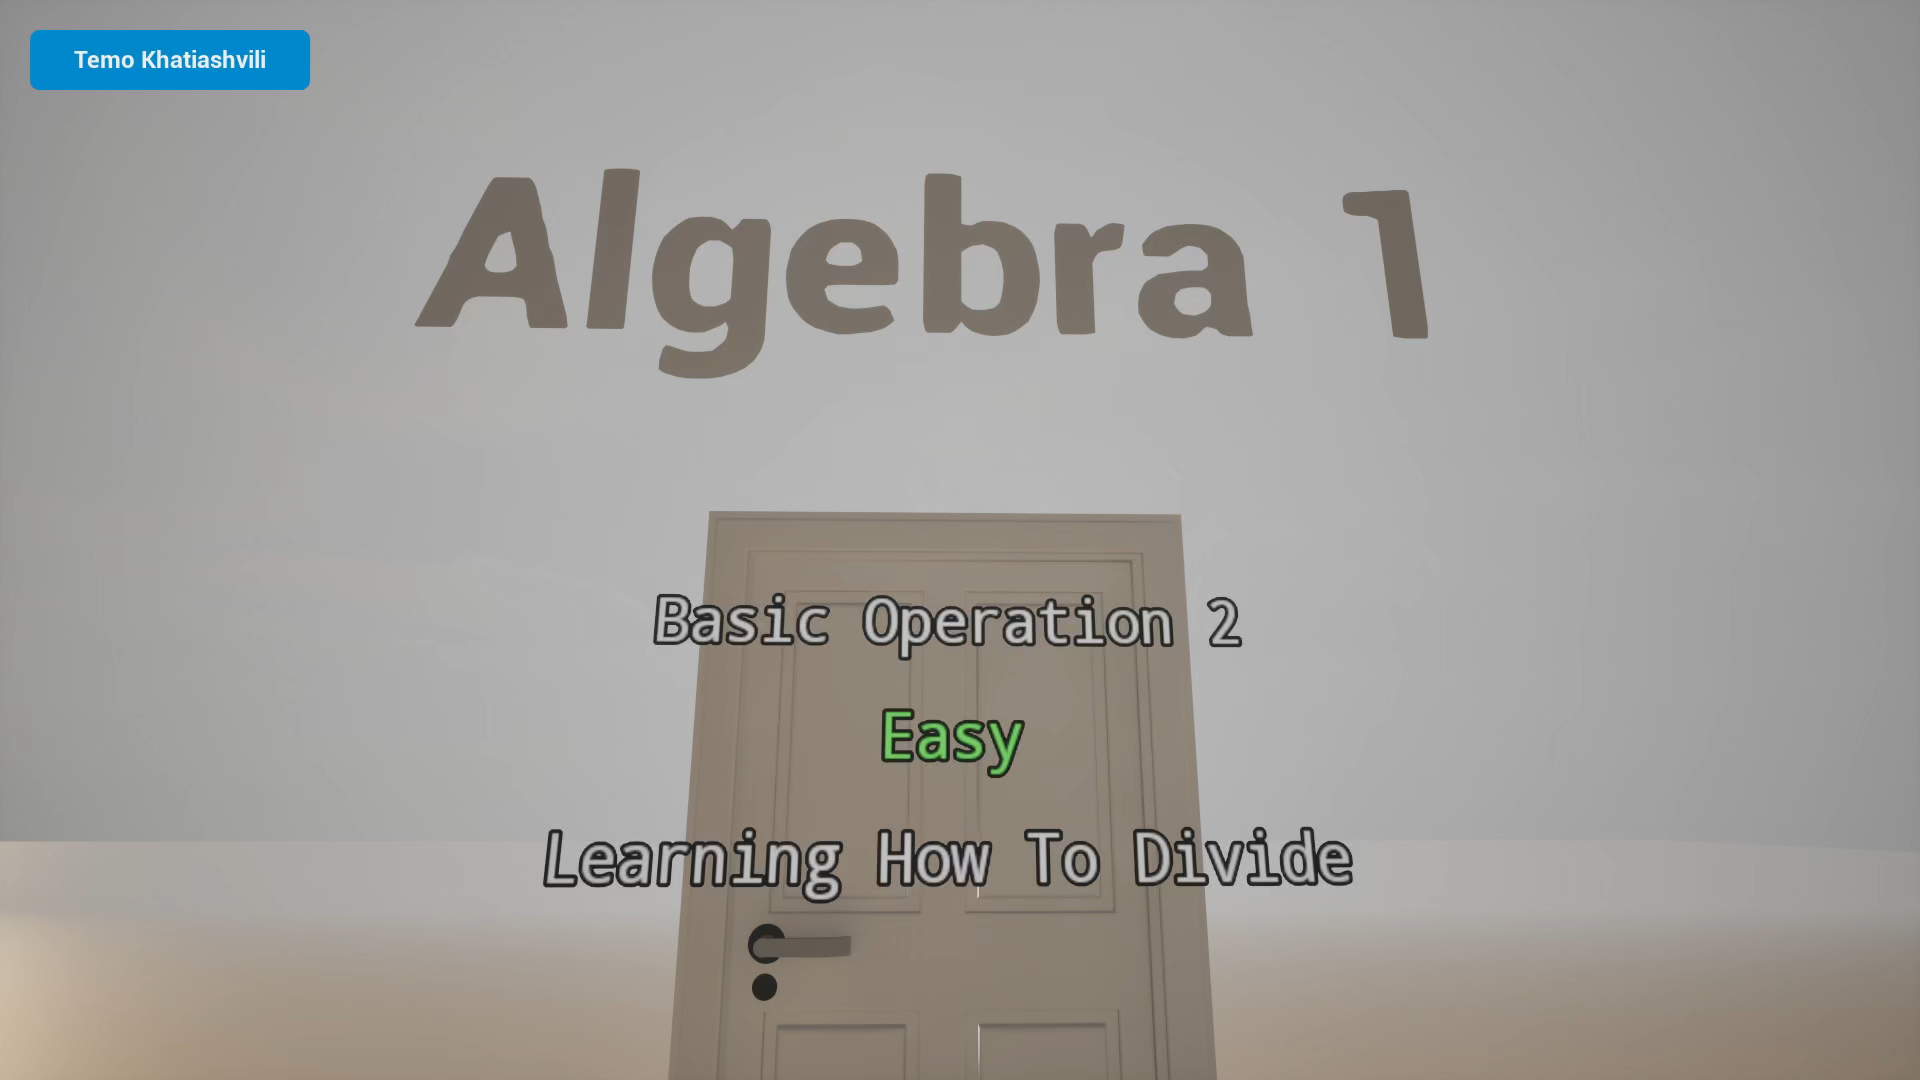 Temo Khatiashvili
Algebra 1
Basic Operation 2
Easy
Learning How To Divide